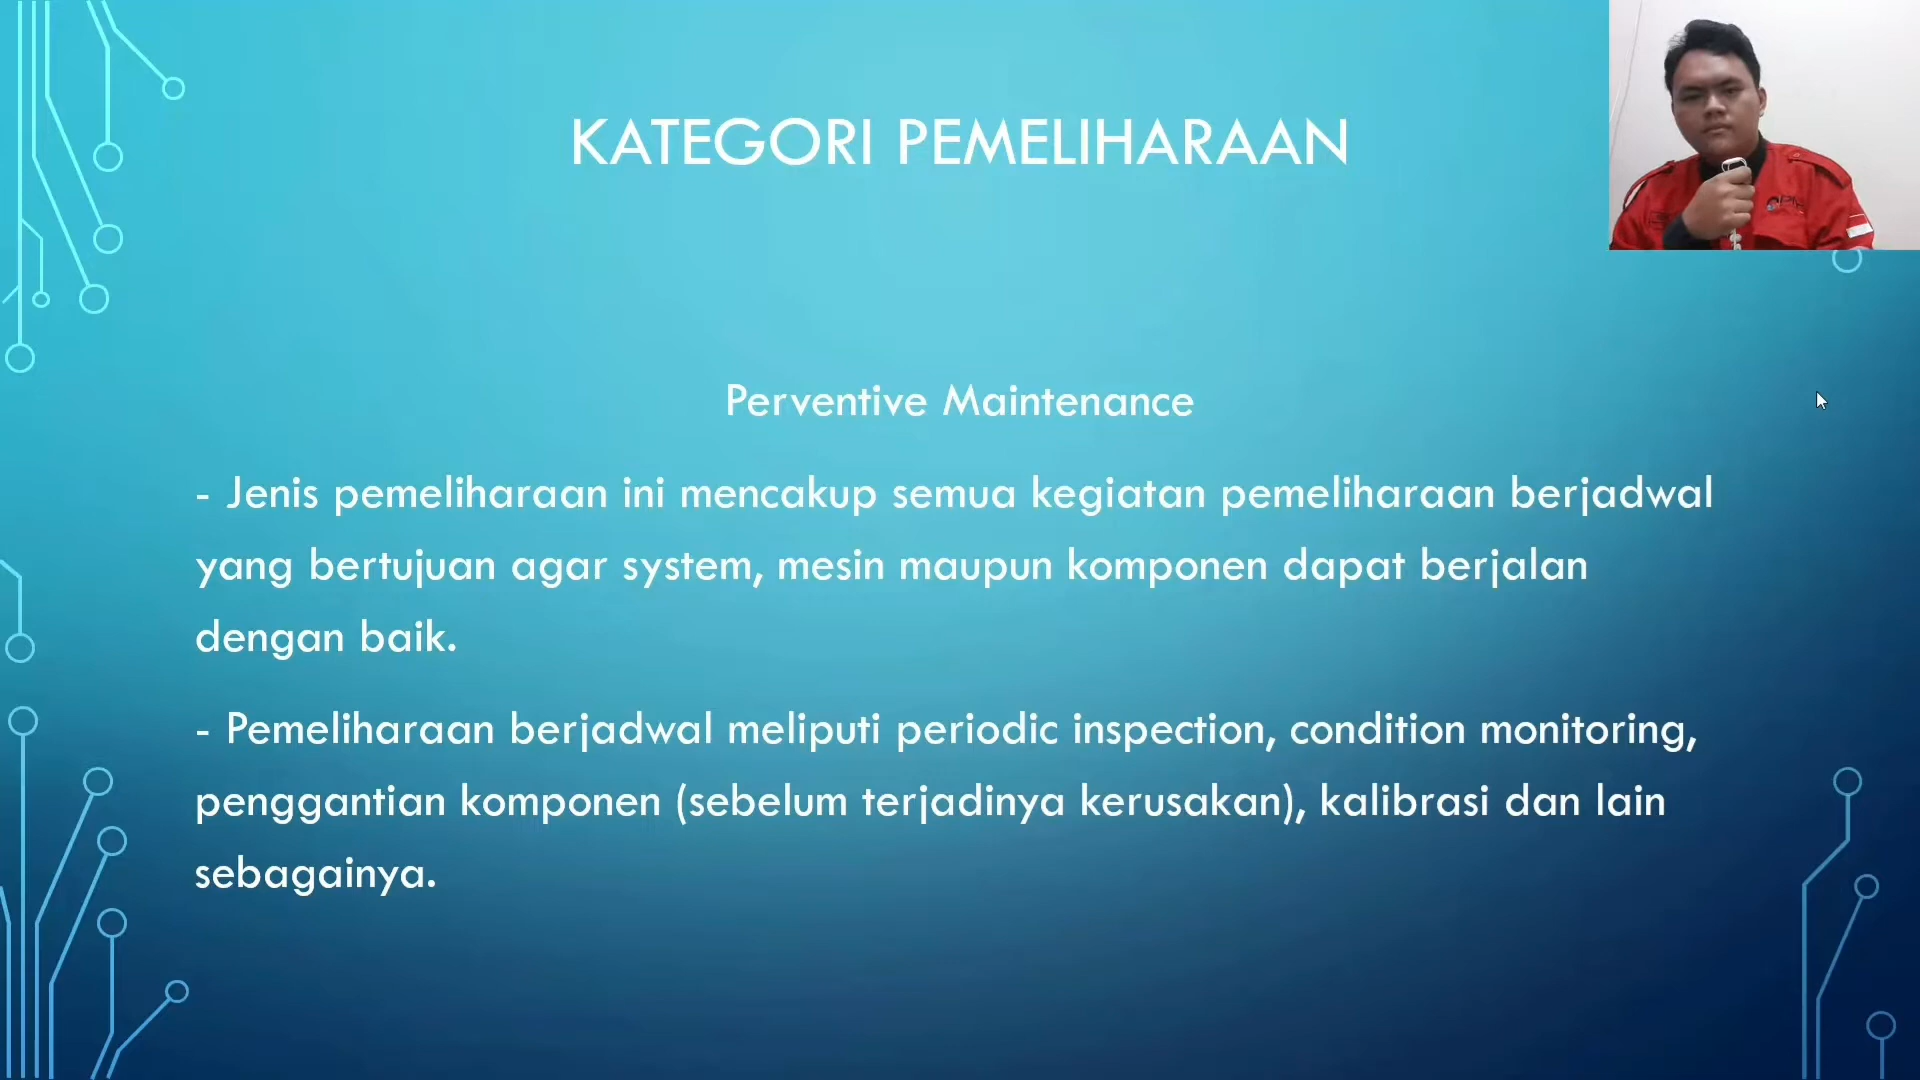 KATEGORI PEMELIHARAAN
Perventive Maintenance
- Jenis pemeliharaan ini mencakup semua kegiatan pemeliharaan berjadwal
yang bertujuan agar system, mesin maupun komponen dapat berjalan
dengan baik.
- Pemeliharaan berjadwal meliputi periodic inspection, condition monitoring,
penggantian komponen (sebelum terjadinya kerusakan), kalibrasi dan lain
sebagainya.